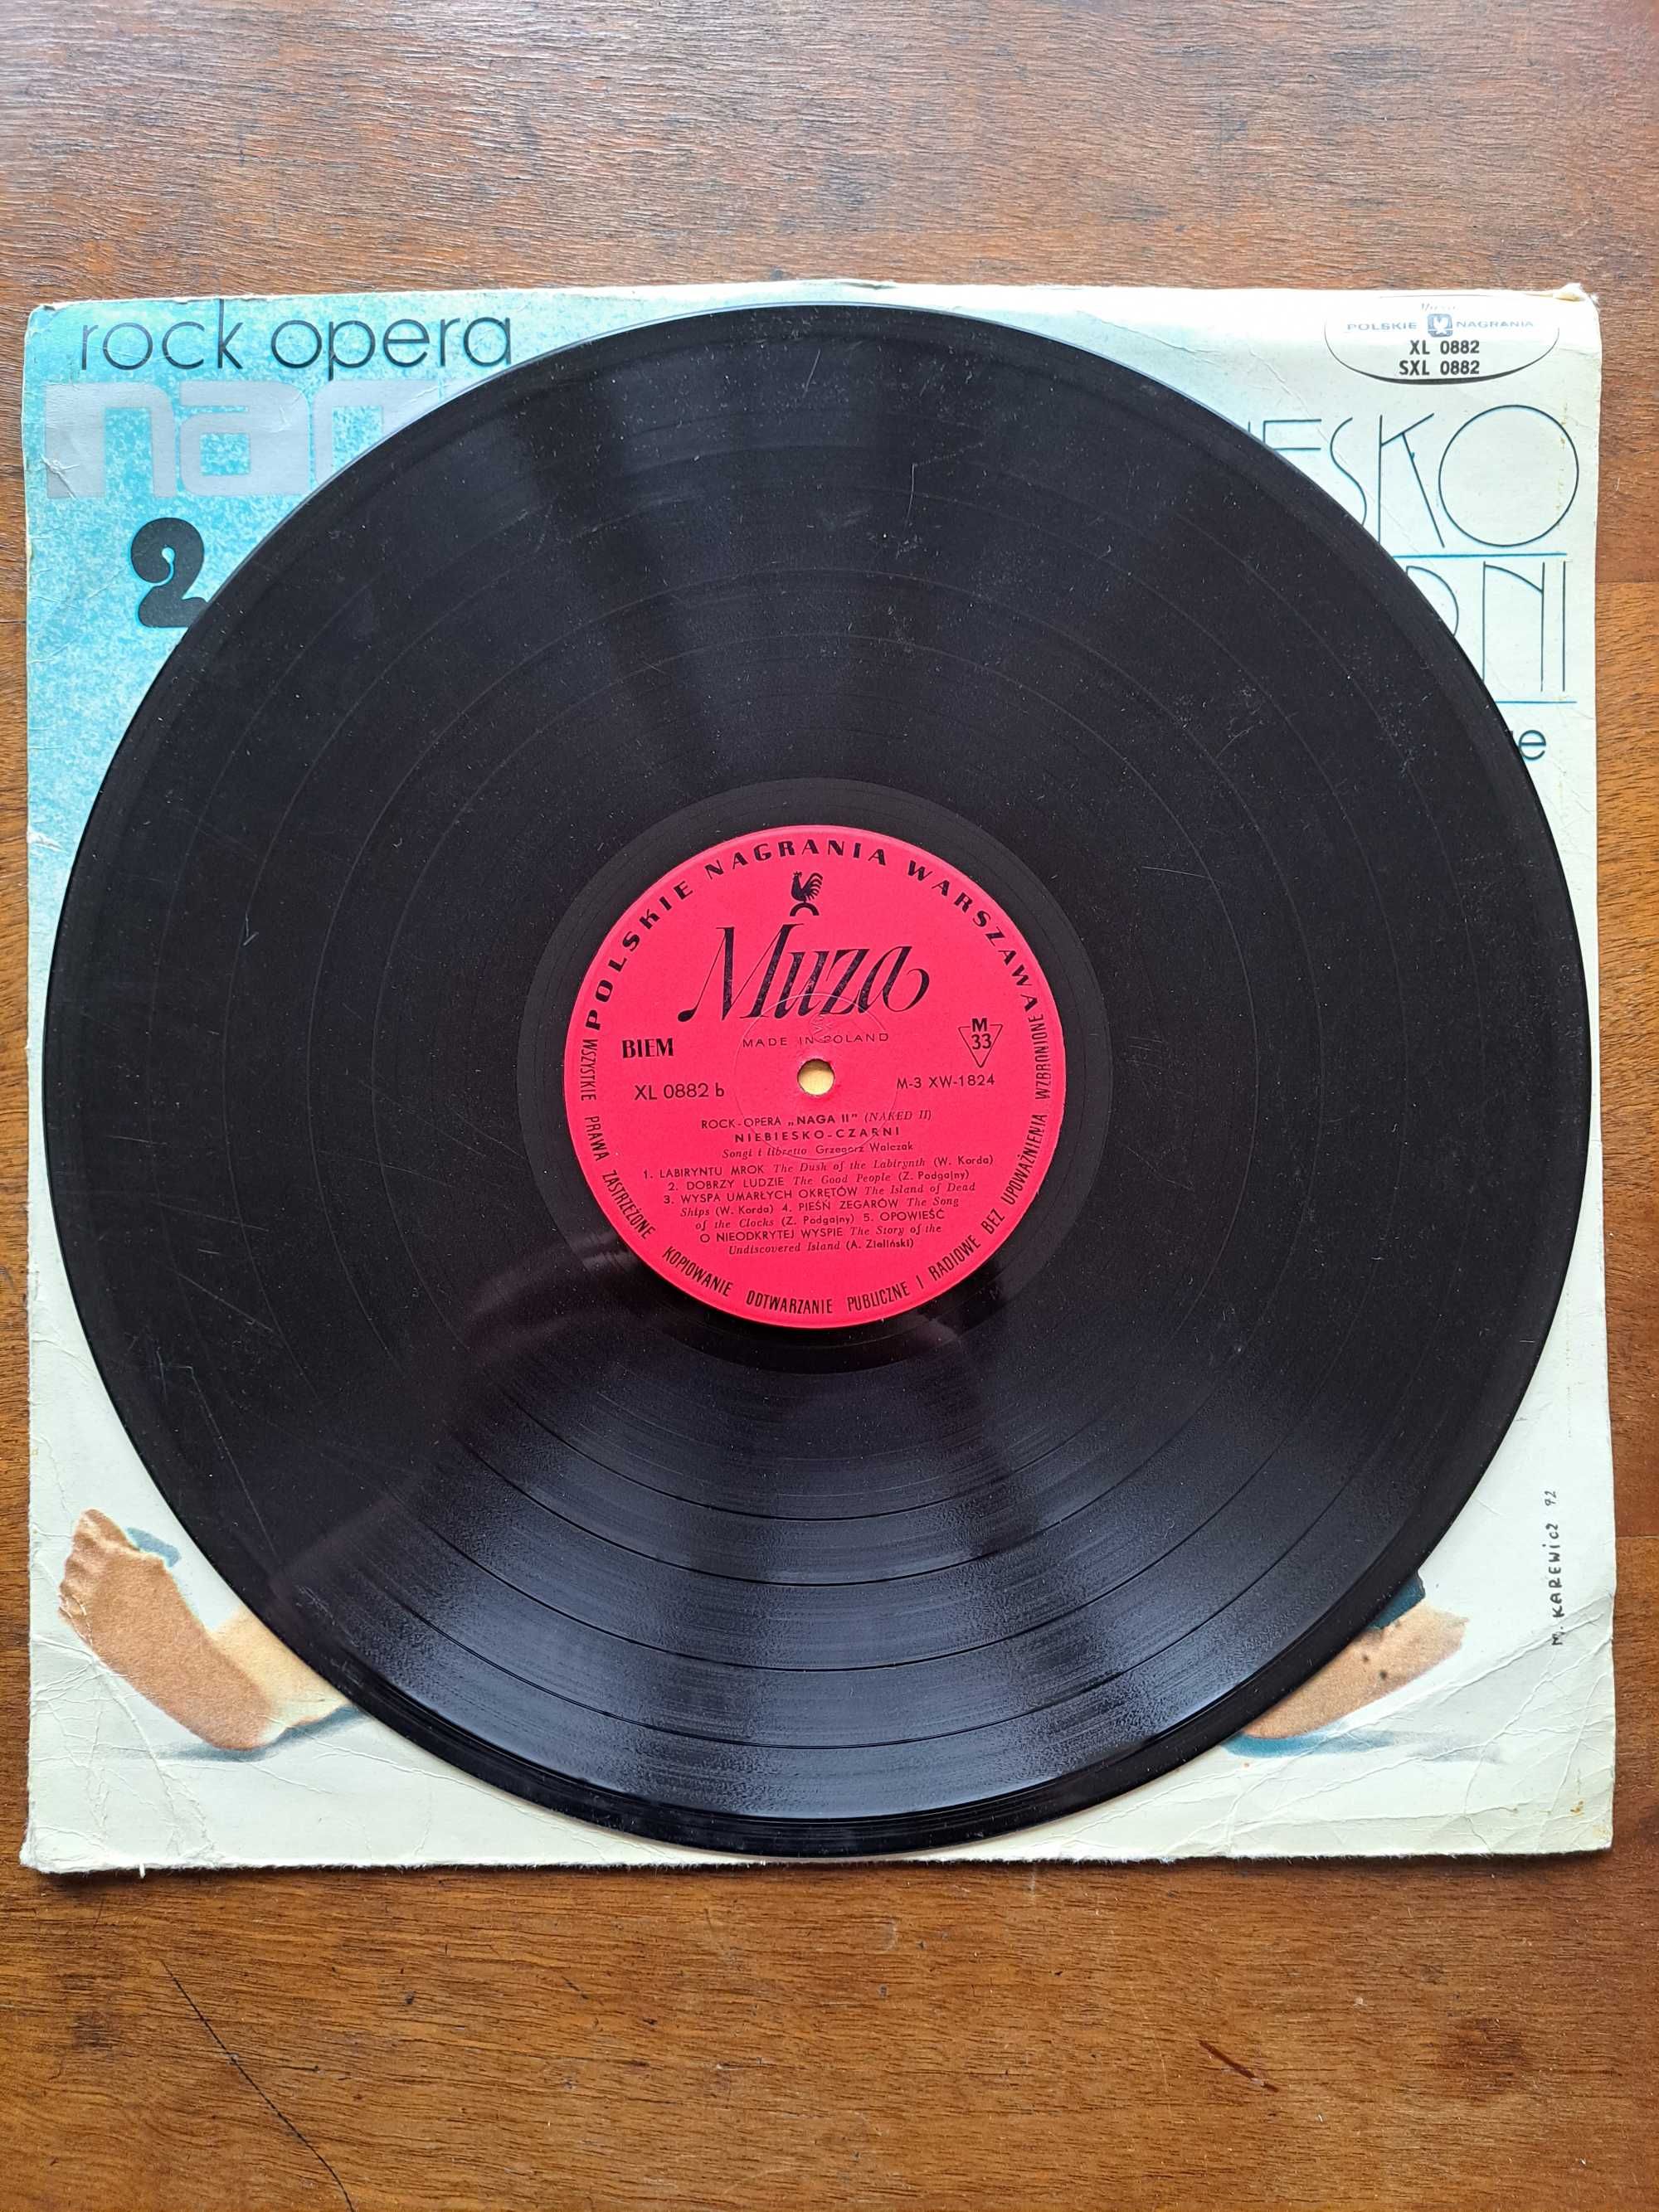 rock opera
2
Muza
POLSKIE NAGRANIA
XL 0882
SXL 0882
POLSKIE NAGRANIA WARSZAWA
Muza
MADE IN POLAND
BIEM
M
33
XL 0882 b
M-3 XW-1824
ROCK-OPERA „NAGA II" (NAKED II)
NIEBIESKO-CZARNI
Songi i libretto Grzegorz Walczak
1. LABIRYNTU MROK The Dush of the Labirynth (W. Korda)
2. DOBRZY LUDZIE The Good People (Z. Podgajny)
3. WYSPA UMARŁYCH OKRĘTÓW The Island of Dead
Ships (W. Korda) 4. PIEŚŃ ZEGARÓW The Song
of the Clocks (Z. Podgajny) 5. OPOWIEŚĆ
O NIEODKRYTEJ WYSPIE The Story of the
Undiscovered Island (A. Zieliński)
WSZYSTKIE PRAWA ZASTRZEŻONE KOPIOWANIE ODTWARZANIE PUBLICZNE I RADIOWE BEZ UPOWAŻNIENIA WZBRONIONE
M. KAREWICZ 92